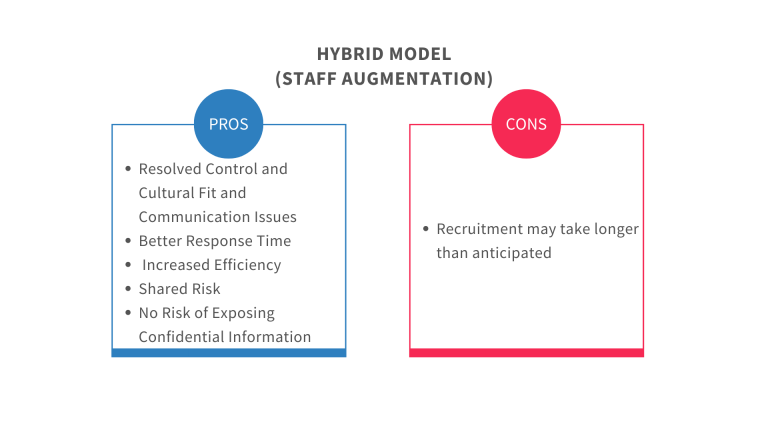 HYBRID MODEL
(STAFF AUGMENTATION)
PROS
• Resolved Control and
Cultural Fit and
Communication Issues
• Better Response Time
• Increased Efficiency
• Shared Risk
• No Risk of Exposing
Confidential Information
CONS
• Recruitment may take longer
than anticipated